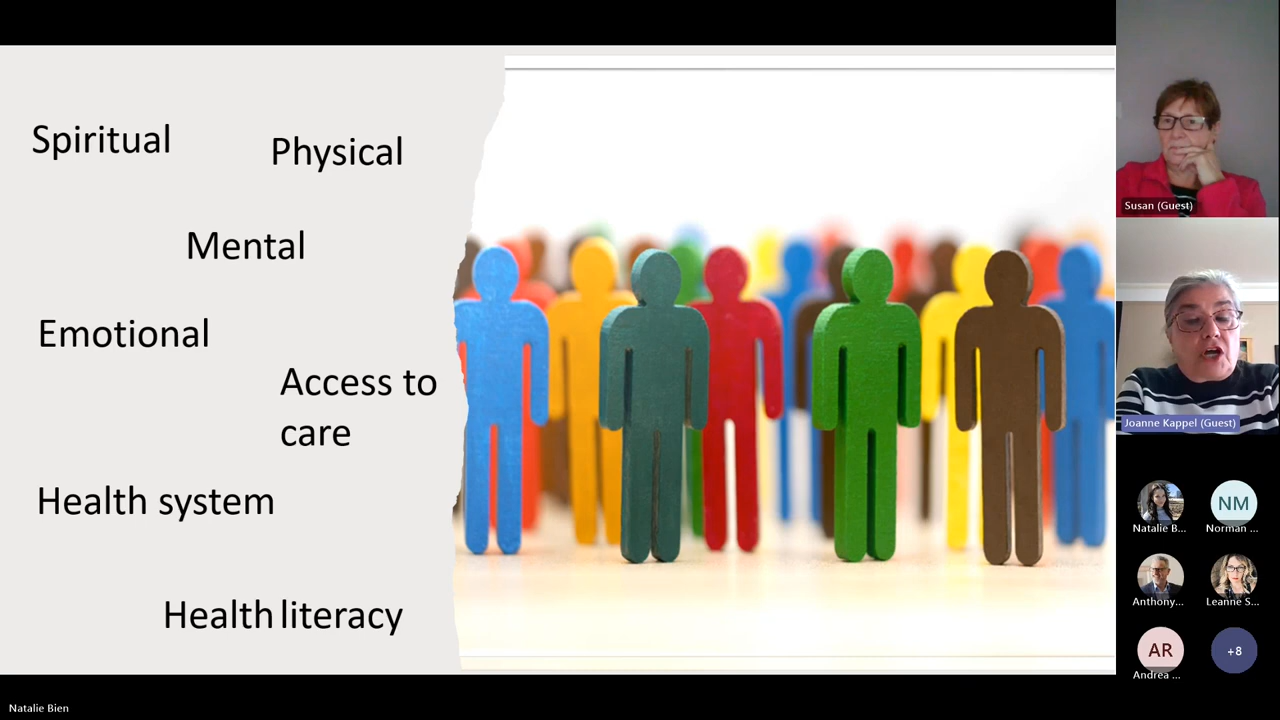 Spiritual
Physical
Mental
Emotional
Access to
care
Health system
Health literacy
Susan (Guest)
Joanne Kappel (Guest)
Natalie B...
NM
Norman ...
Anthony...
Leanne S...
AR
Andrea ...
+8
Natalie Bien